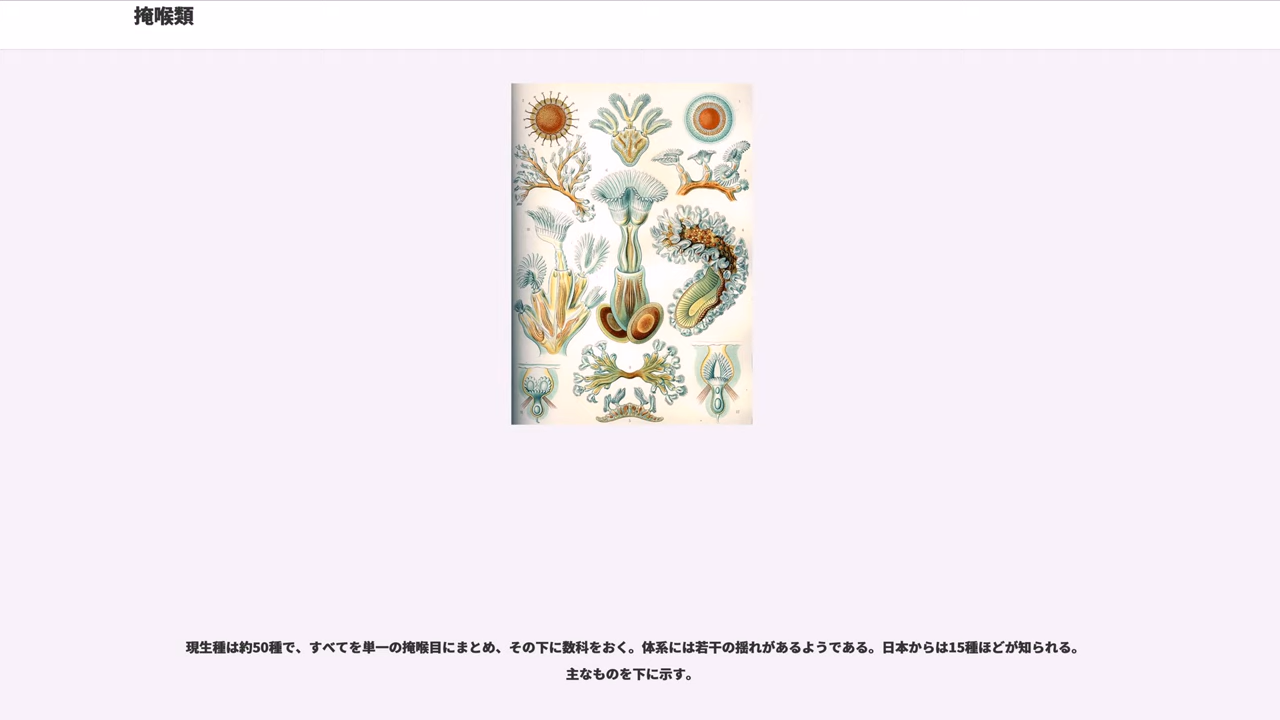 掩喉類
現生種は約50種で、すべてを単一の掩喉目にまとめ、その下に数科をおく。体系には若干の揺れがあるようである。日本からは15種ほどが知られる。
主なものを下に示す。